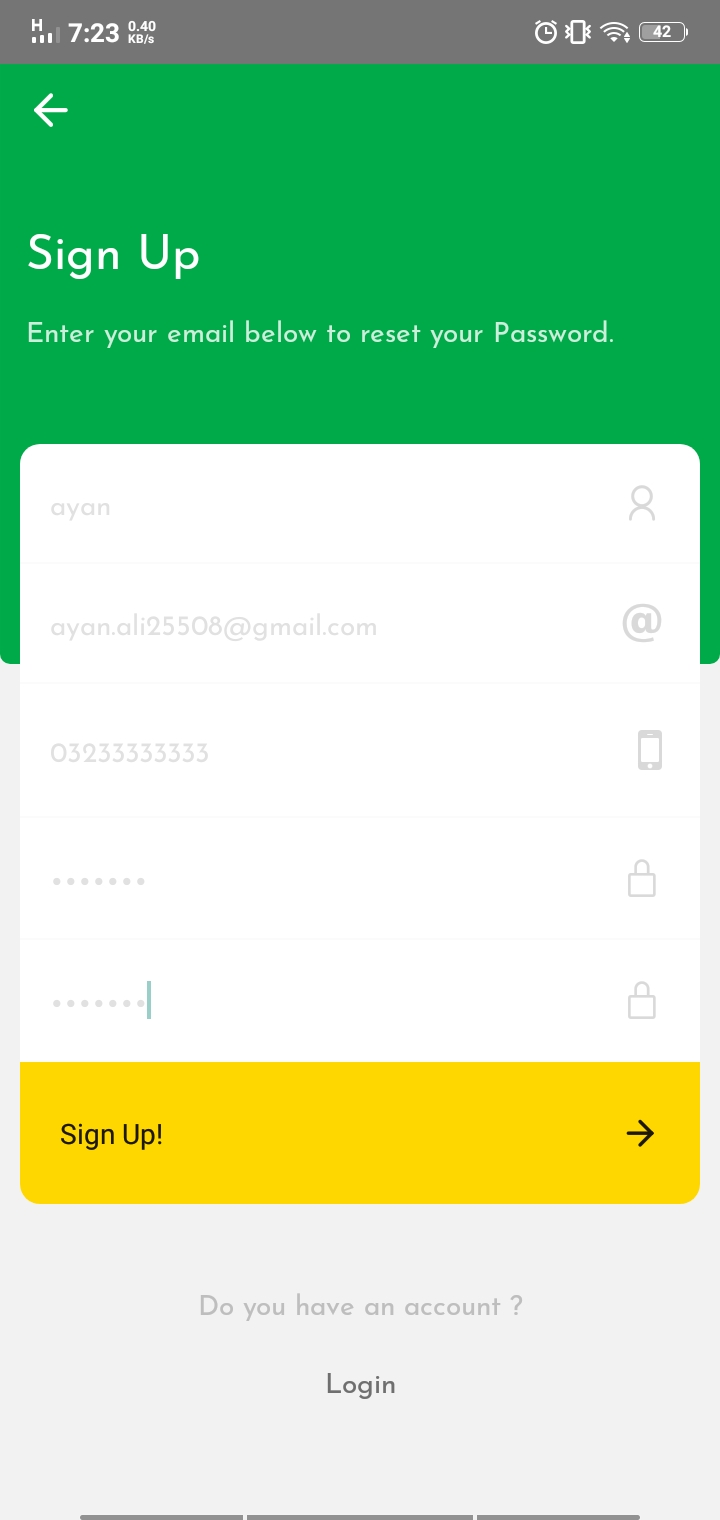 H 7:23 0.40 KB/s 42
Sign Up
Enter your email below to reset your Password.
ayan
ayan.ali25508@gmail.com @
03233333333
•••••••
•••••••
Sign Up!
Do you have an account ?
Login